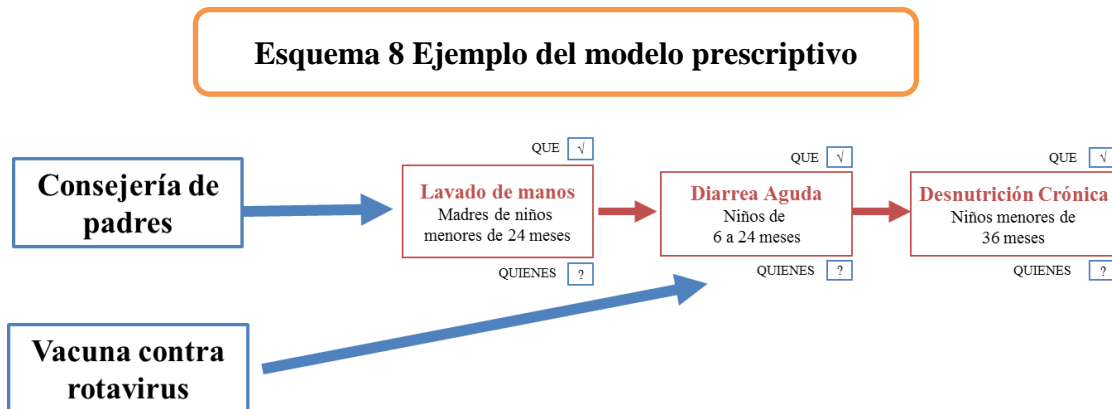 Esquema 8 Ejemplo del modelo prescriptivo
Consejería de
padres
QUE √
Lavado de manos
Madres de niños
menores de 24 meses
QUIENES ?
QUE √
Diarrea Aguda
Niños de
6 a 24 meses
QUIENES ?
QUE √
Desnutrición Crónica
Niños menores de
36 meses
QUIENES ?
Vacuna contra
rotavirus